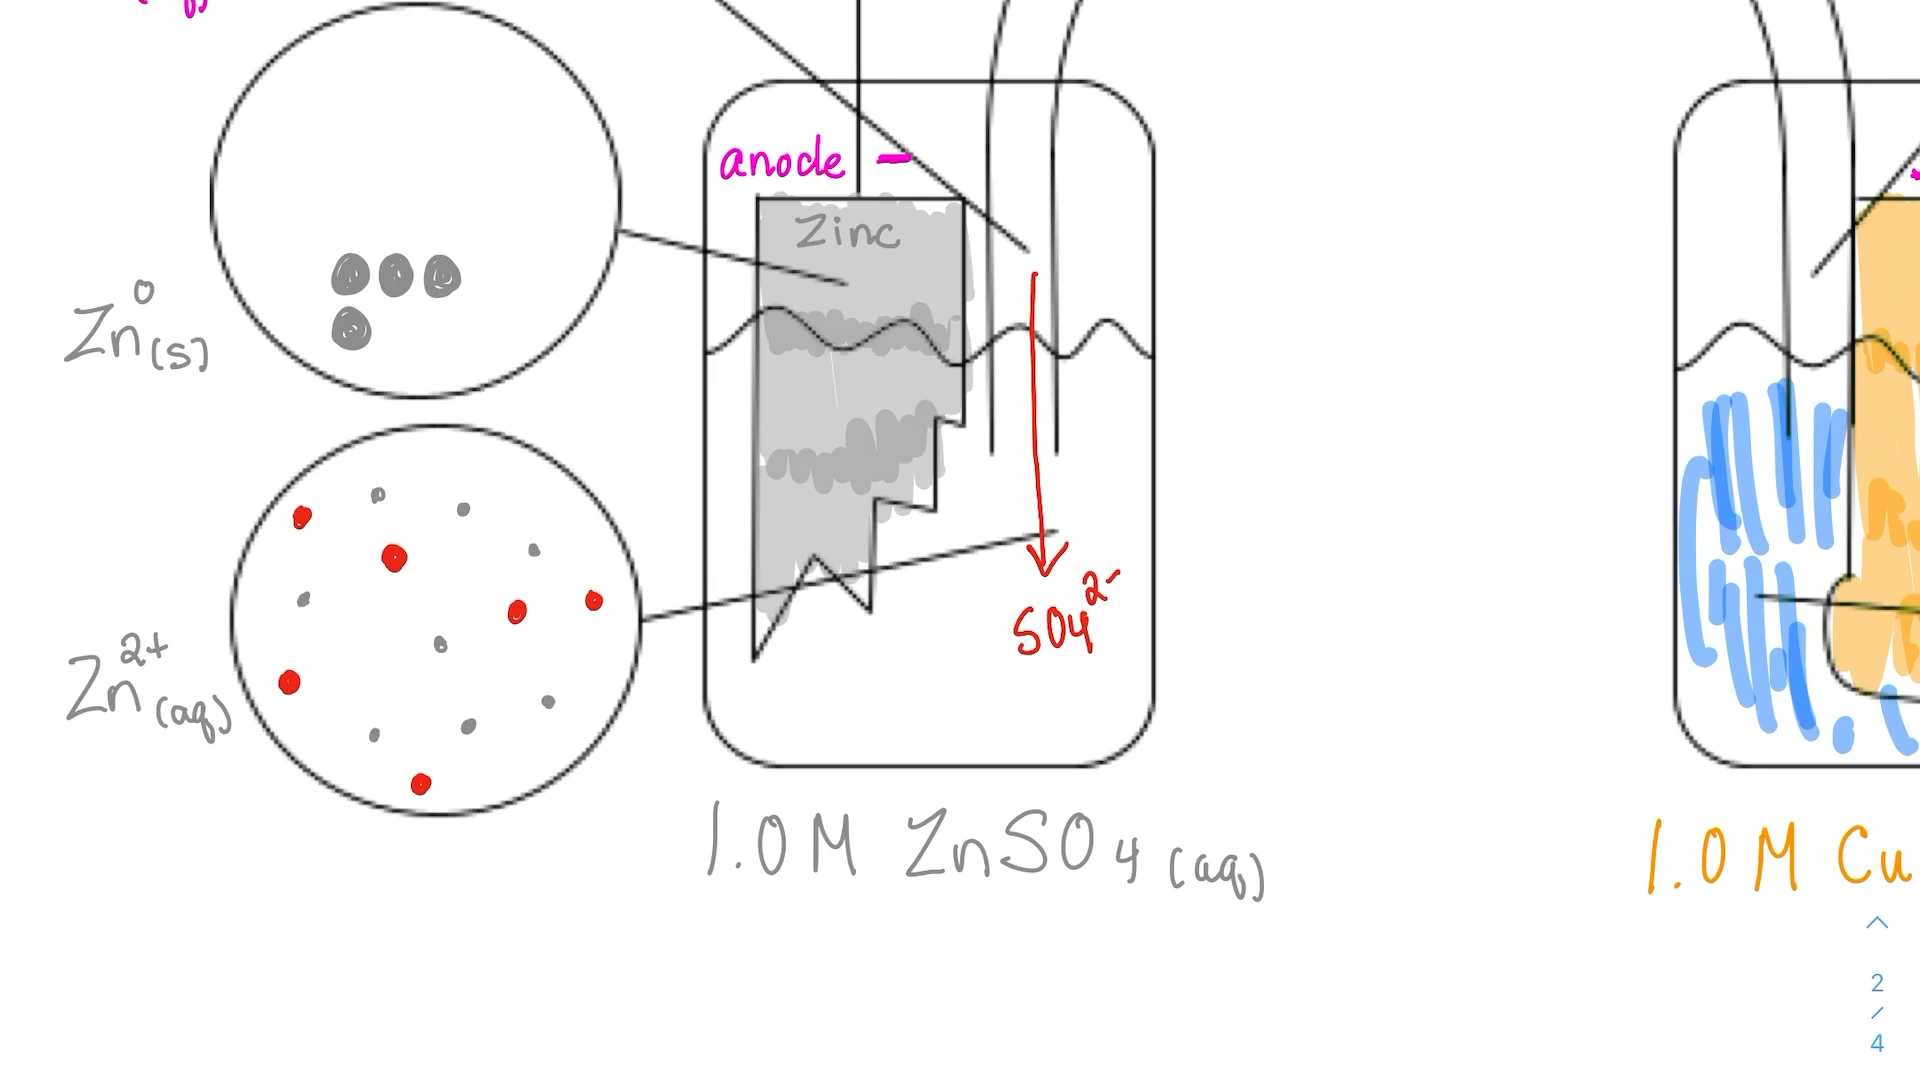 anode -
Zinc
Zn⁰(s)
SO4²⁻
Zn²⁺(aq)
1.0 M ZnSO4 (aq)
1.0 M Cu
2
/
4